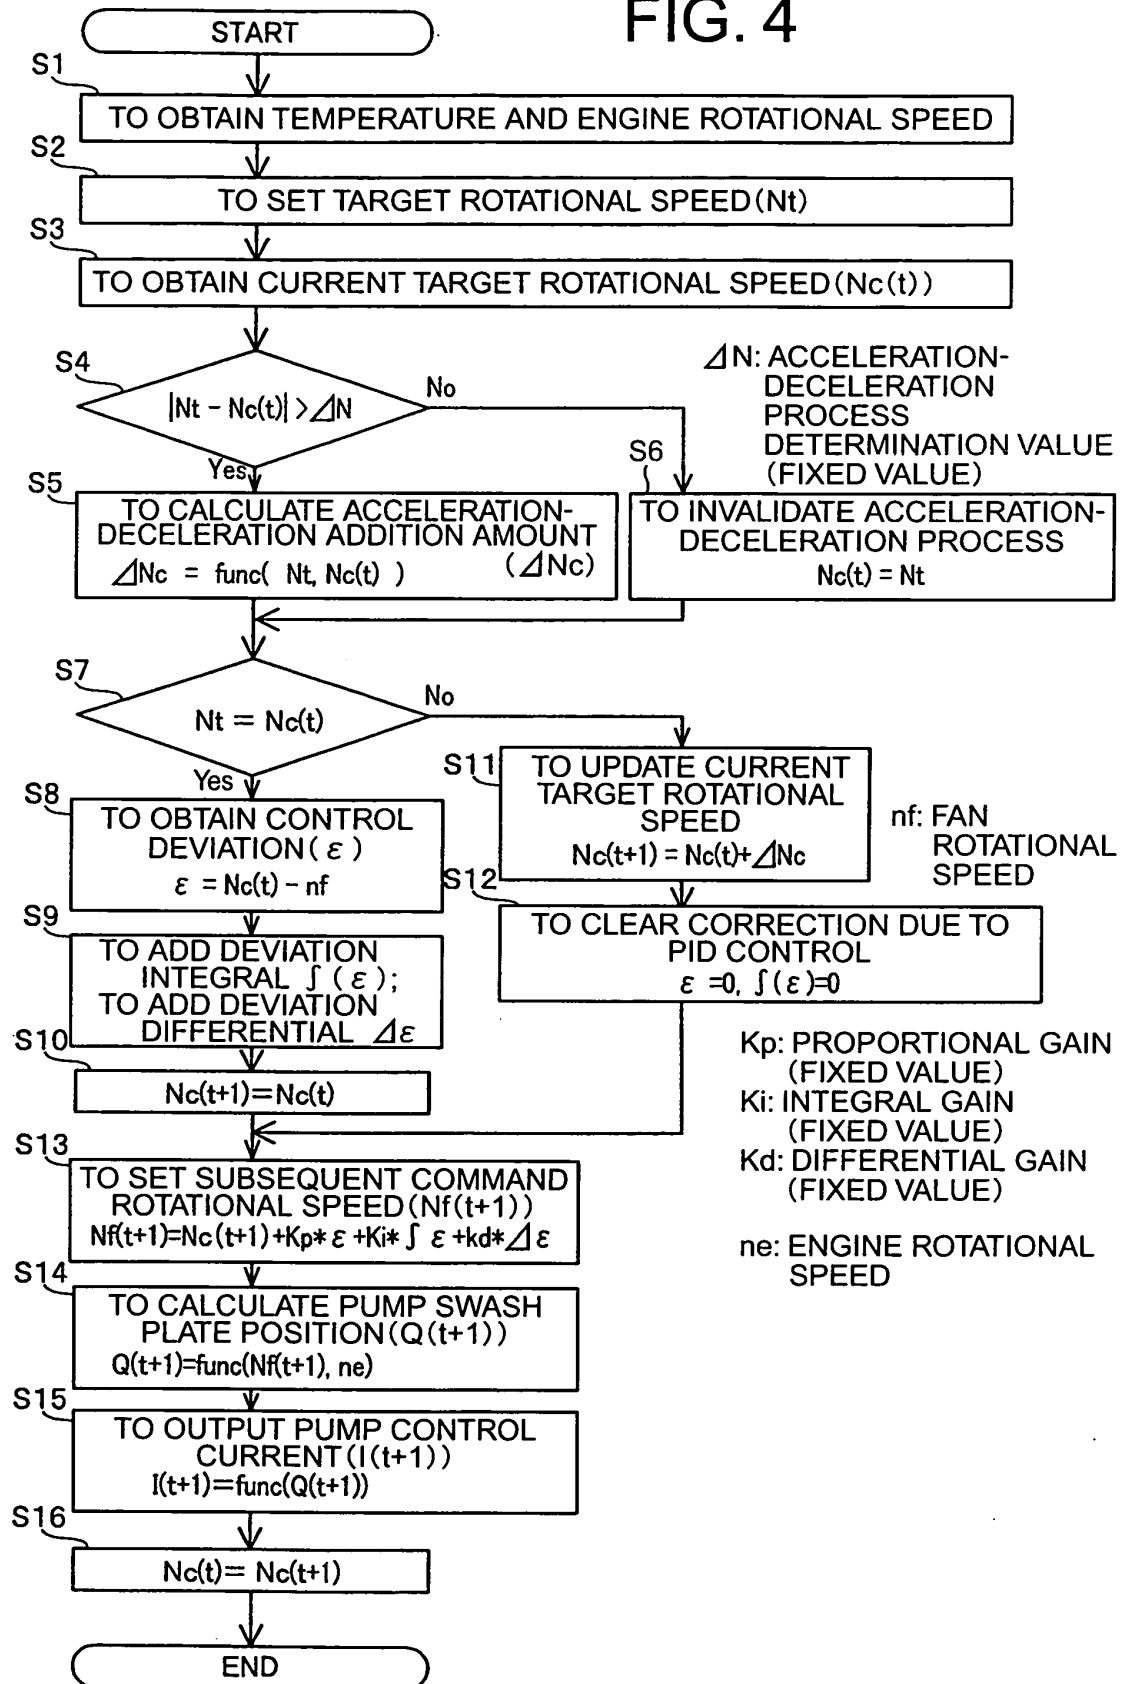 FIG. 4
START
S1
TO OBTAIN TEMPERATURE AND ENGINE ROTATIONAL SPEED
S2
TO SET TARGET ROTATIONAL SPEED(Nt)
S3
TO OBTAIN CURRENT TARGET ROTATIONAL SPEED(Nc(t))
S4
|Nt - Nc(t)| > ⊿N
No
Yes
⊿N: ACCELERATION-
DECELERATION
PROCESS
DETERMINATION VALUE
(FIXED VALUE)
S5
TO CALCULATE ACCELERATION-
DECELERATION ADDITION AMOUNT
(⊿Nc)
⊿Nc = func( Nt, Nc(t) )
S6
TO INVALIDATE ACCELERATION-
DECELERATION PROCESS
Nc(t) = Nt
S7
Nt = Nc(t)
No
Yes
S8
TO OBTAIN CONTROL
DEVIATION(ε)
ε = Nc(t) - nf
S9
TO ADD DEVIATION
INTEGRAL ∫(ε);
TO ADD DEVIATION
DIFFERENTIAL ⊿ε
S10
Nc(t+1)=Nc(t)
S11
TO UPDATE CURRENT
TARGET ROTATIONAL
SPEED
Nc(t+1) = Nc(t)+⊿Nc
nf: FAN
ROTATIONAL
SPEED
S12
TO CLEAR CORRECTION DUE TO
PID CONTROL
ε =0, ∫(ε)=0
Kp: PROPORTIONAL GAIN
(FIXED VALUE)
Ki: INTEGRAL GAIN
(FIXED VALUE)
Kd: DIFFERENTIAL GAIN
(FIXED VALUE)
ne: ENGINE ROTATIONAL
SPEED
S13
TO SET SUBSEQUENT COMMAND
ROTATIONAL SPEED(Nf(t+1))
Nf(t+1)=Nc(t+1)+Kp* ε +Ki* ∫ ε +kd*⊿ ε
S14
TO CALCULATE PUMP SWASH
PLATE POSITION(Q(t+1))
Q(t+1)=func(Nf(t+1), ne)
S15
TO OUTPUT PUMP CONTROL
CURRENT(I(t+1))
I(t+1)=func(Q(t+1))
S16
Nc(t)= Nc(t+1)
END